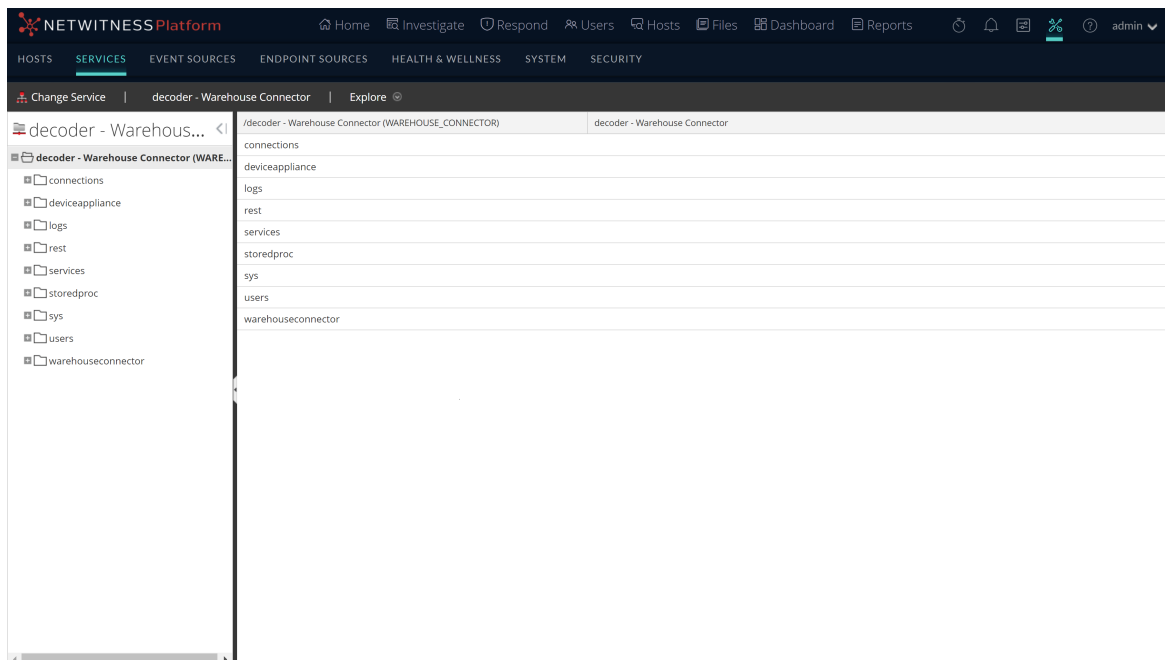 NETWITNESS Platform Home Investigate Respond Users Hosts Files Dashboard Reports admin
HOSTS SERVICES EVENT SOURCES ENDPOINT SOURCES HEALTH & WELLNESS SYSTEM SECURITY
Change Service | decoder - Warehouse Connector | Explore
decoder - Warehous...
decoder - Warehouse Connector (WARE...
connections
deviceappliance
logs
rest
services
storedproc
sys
users
warehouseconnector
/decoder - Warehouse Connector (WAREHOUSE_CONNECTOR) decoder - Warehouse Connector
connections
deviceappliance
logs
rest
services
storedproc
sys
users
warehouseconnector